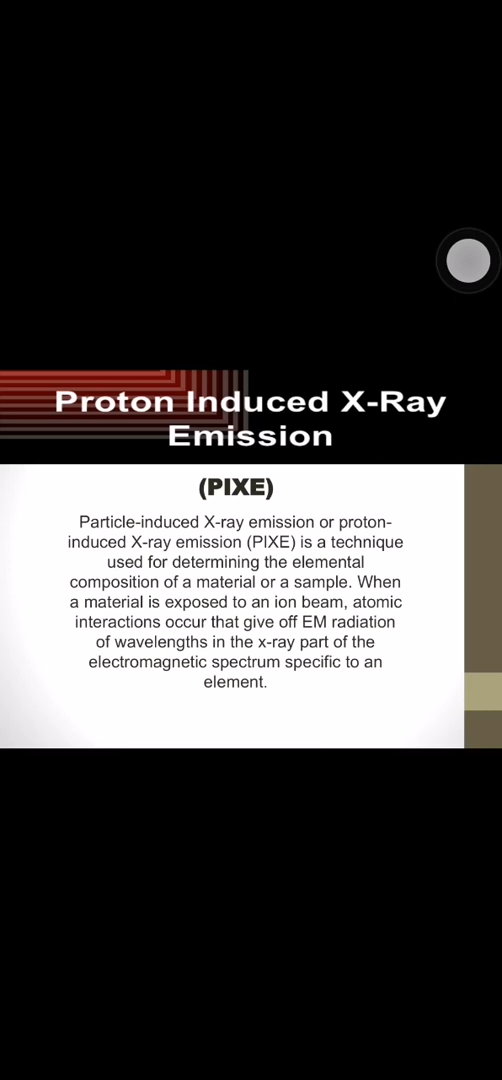 Proton Induced X-Ray
Emission
(PIXE)
Particle-induced X-ray emission or proton-
induced X-ray emission (PIXE) is a technique
used for determining the elemental
composition of a material or a sample. When
a material is exposed to an ion beam, atomic
interactions occur that give off EM radiation
of wavelengths in the x-ray part of the
electromagnetic spectrum specific to an
element.